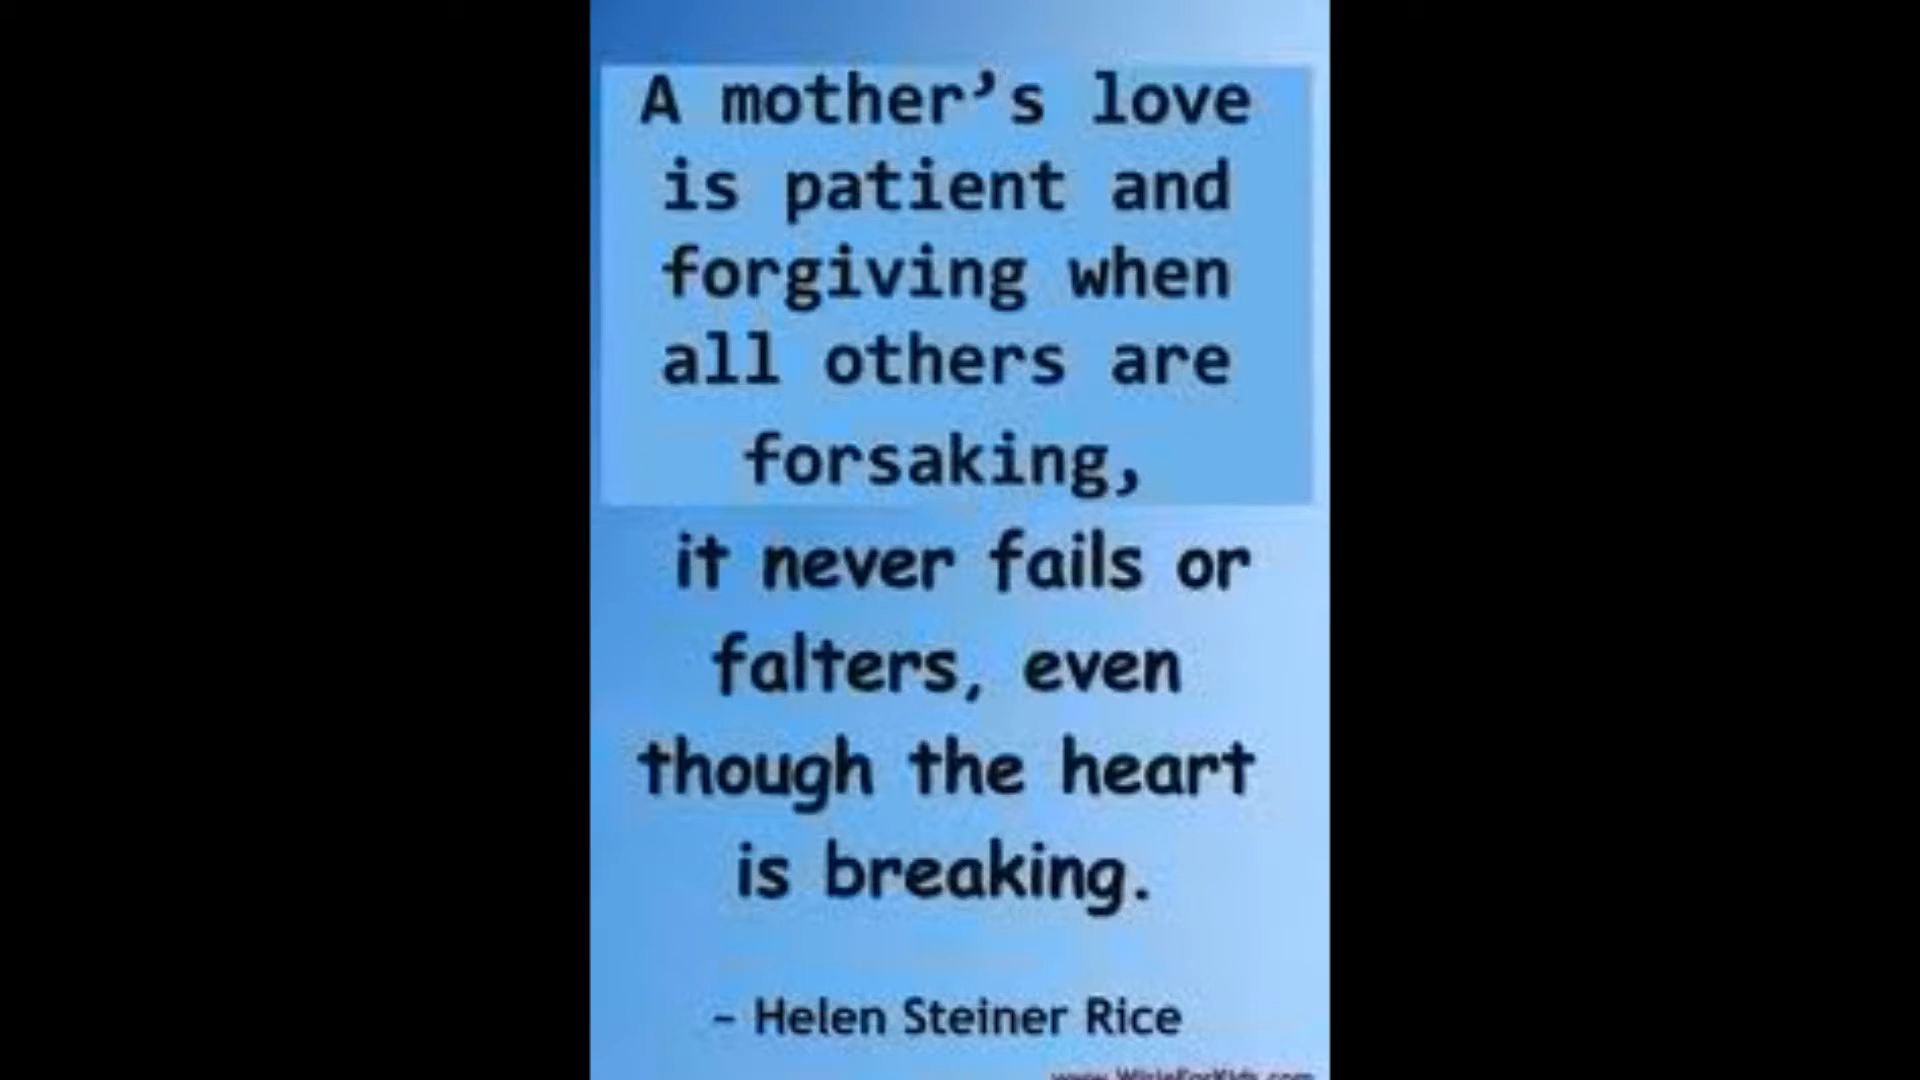 A mother’s love
is patient and
forgiving when
all others are
forsaking,
it never fails or
falters, even
though the heart
is breaking.
– Helen Steiner Rice